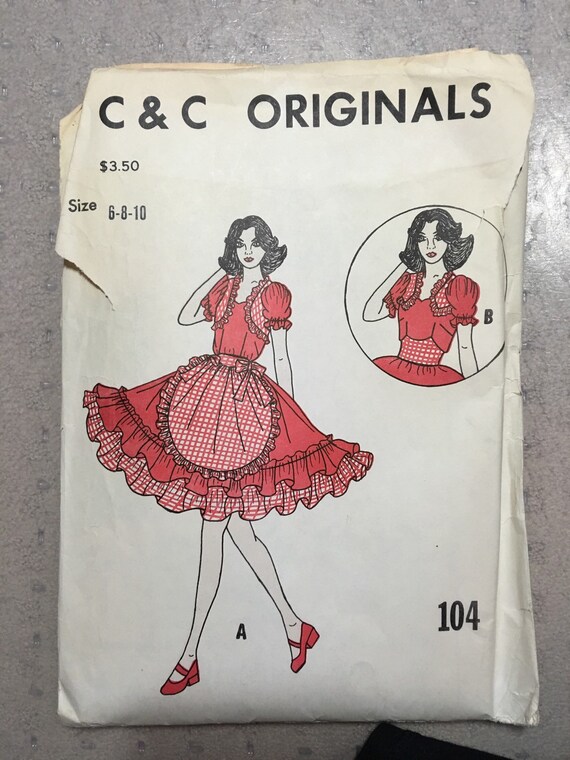 C & C ORIGINALS
$3.50
Size 6-8-10
B
A
104